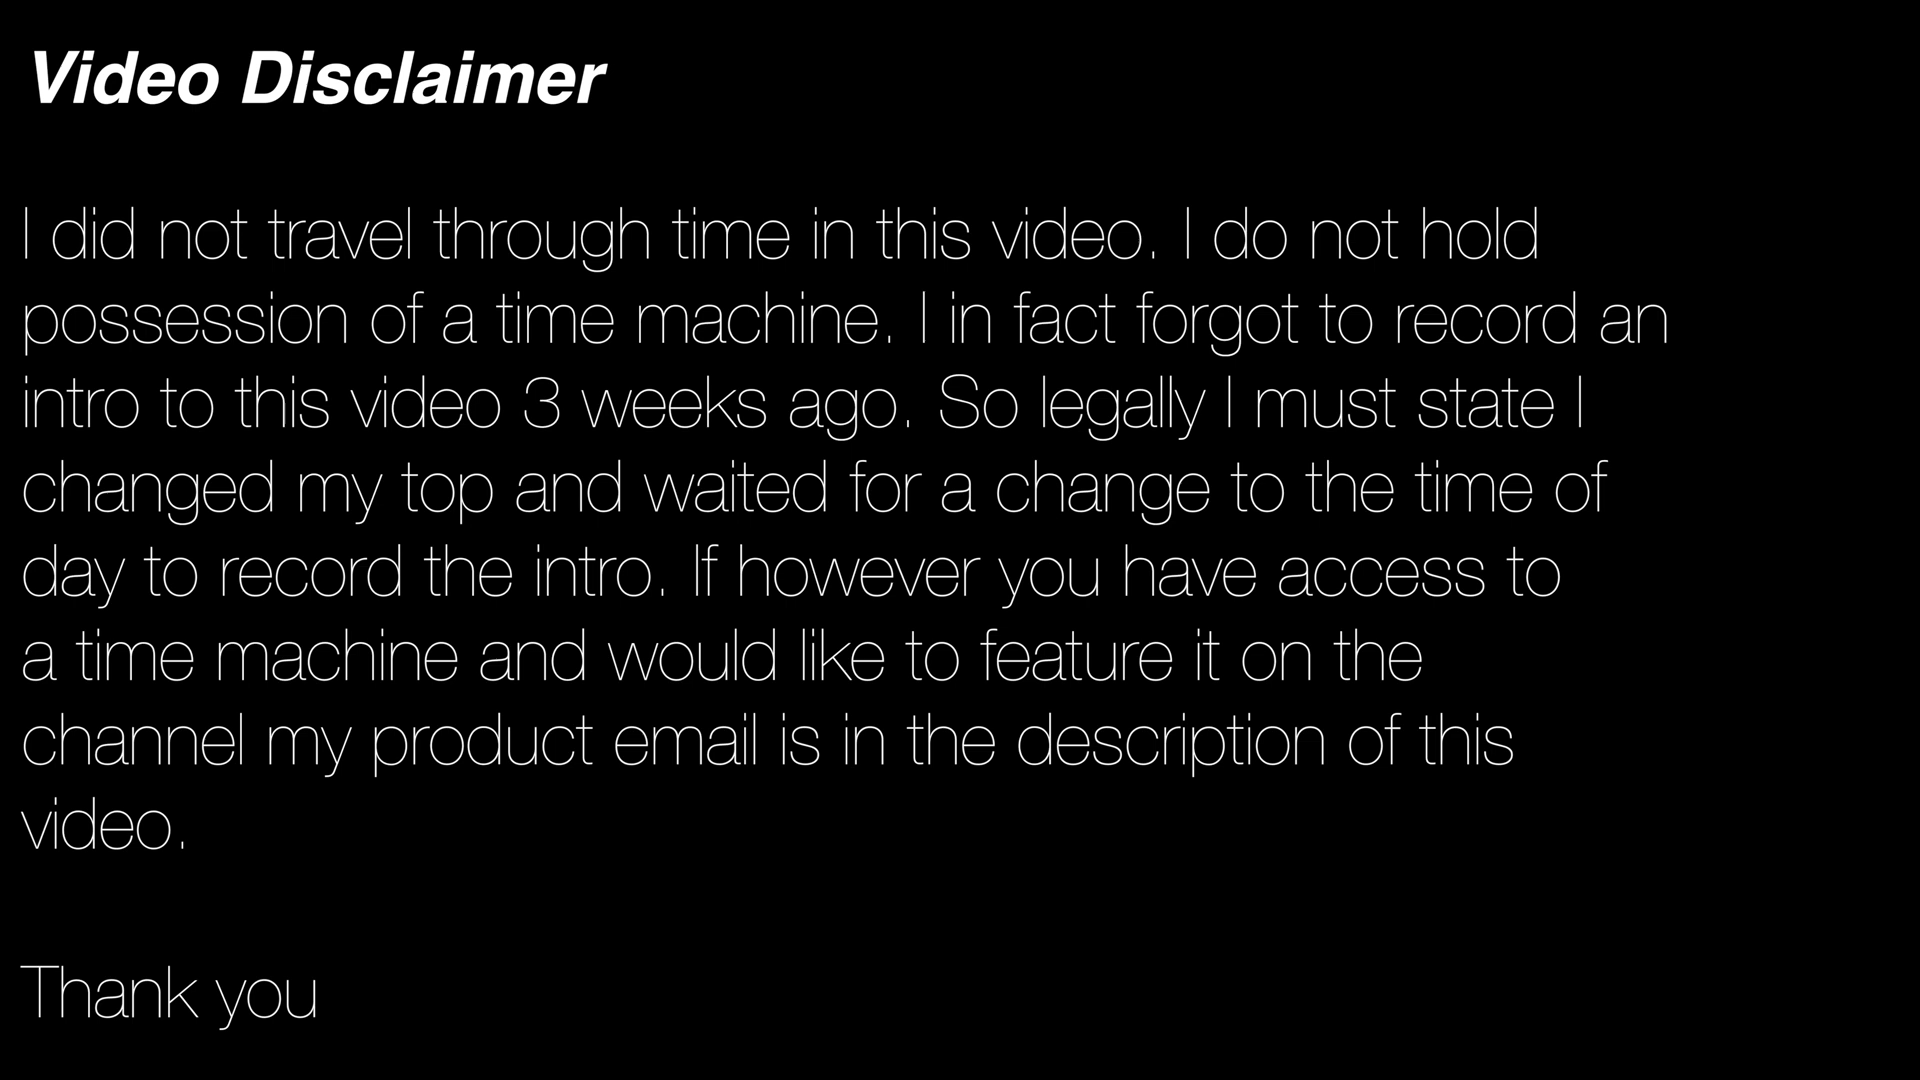 Video Disclaimer
I did not travel through time in this video. I do not hold
possession of a time machine. I in fact forgot to record an
intro to this video 3 weeks ago. So legally I must state I
changed my top and waited for a change to the time of
day to record the intro. If however you have access to
a time machine and would like to feature it on the
channel my product email is in the description of this
video.
Thank you